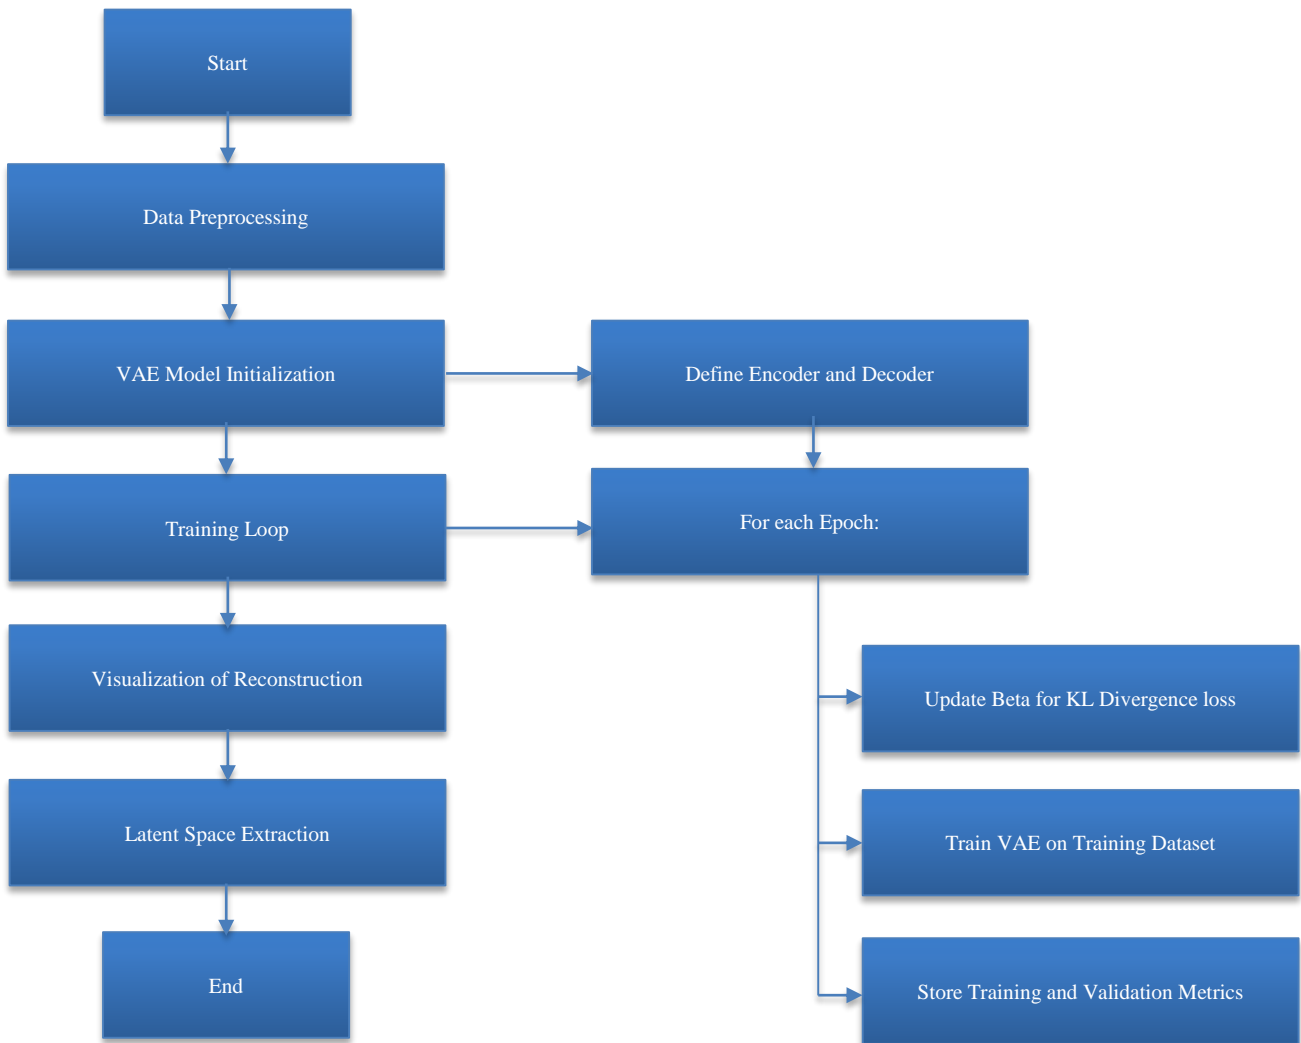 Start
Data Preprocessing
VAE Model Initialization
Define Encoder and Decoder
Training Loop
For each Epoch:
Visualization of Reconstruction
Update Beta for KL Divergence loss
Latent Space Extraction
Train VAE on Training Dataset
End
Store Training and Validation Metrics